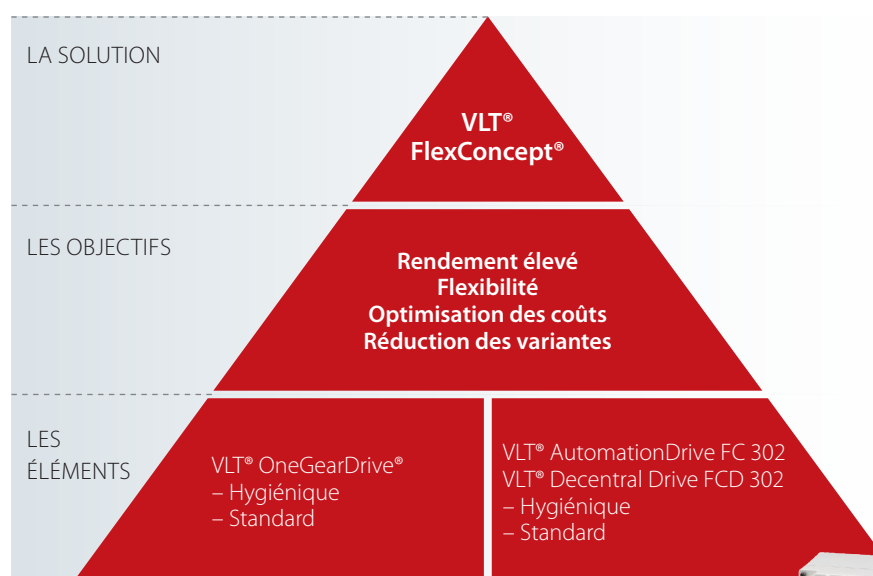 LA SOLUTION
VLT®
FlexConcept®
LES OBJECTIFS
Rendement élevé
Flexibilité
Optimisation des coûts
Réduction des variantes
LES
ÉLÉMENTS
VLT® OneGearDrive®
– Hygiénique
– Standard
VLT® AutomationDrive FC 302
VLT® Decentral Drive FCD 302
– Hygiénique
– Standard